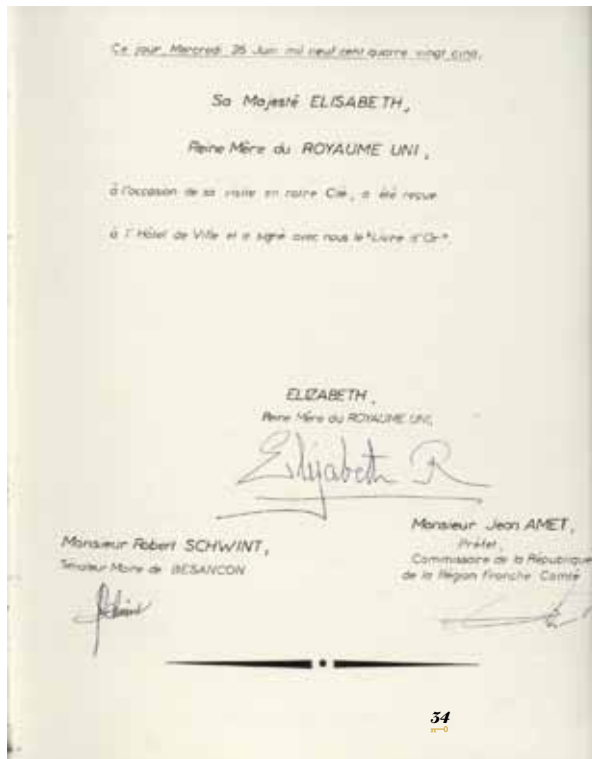 Ce jour, Mercredi 26 Juin mil neuf cent quatre vingt cinq,
Sa Majesté ELISABETH,
Reine Mère du ROYAUME UNI,
à l'occasion de sa visite en notre Cité, a été reçue
à l'Hôtel de Ville et a signé avec nous le "Livre d'Or".
ELIZABETH,
Reine Mère du ROYAUME UNI,
Elizabeth R
Monsieur Jean AMET,
Préfet,
Commissaire de la République
de la Région Franche Comté
Monsieur Robert SCHWINT,
Sénateur Maire de BESANCON
34